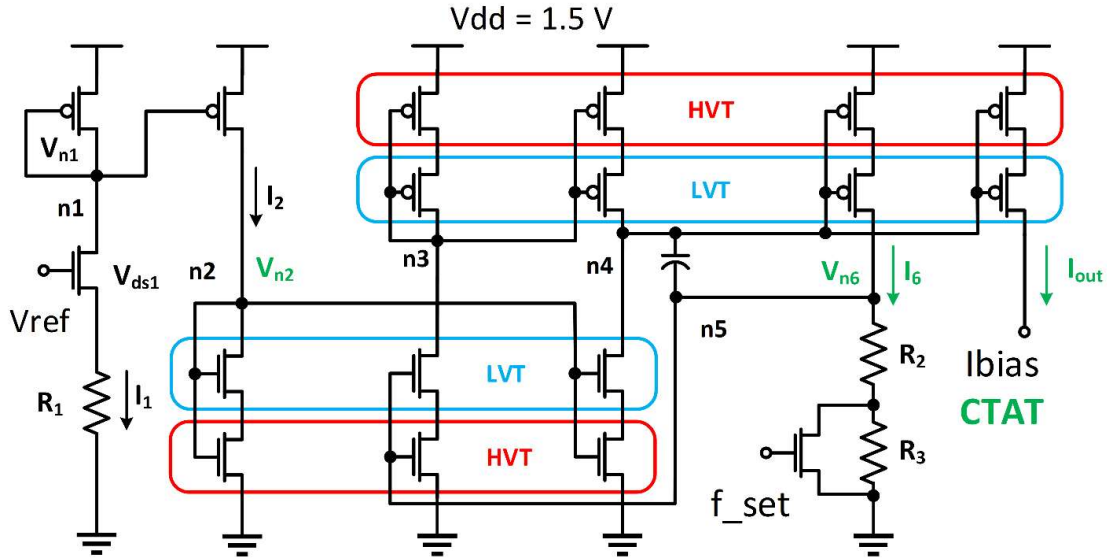 Vdd = 1.5 V
HVT
Vn1
LVT
n1
I2
n2
Vn2
n3
n4
Vn6
I6
Iout
Vds1
Vref
n5
R1
I1
LVT
R2
Ibias
CTAT
HVT
R3
f_set